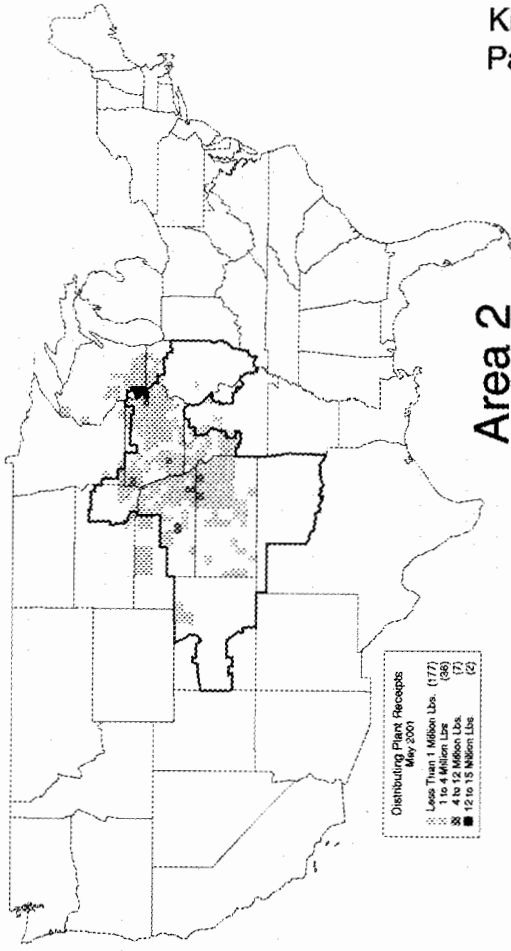 Area 2
Distributing Plant Receipts
May 2001
Less Than 1 Million Lbs. (177)
1 to 4 Million Lbs (38)
4 to 12 Million Lbs. (7)
12 to 15 Million Lbs (2)